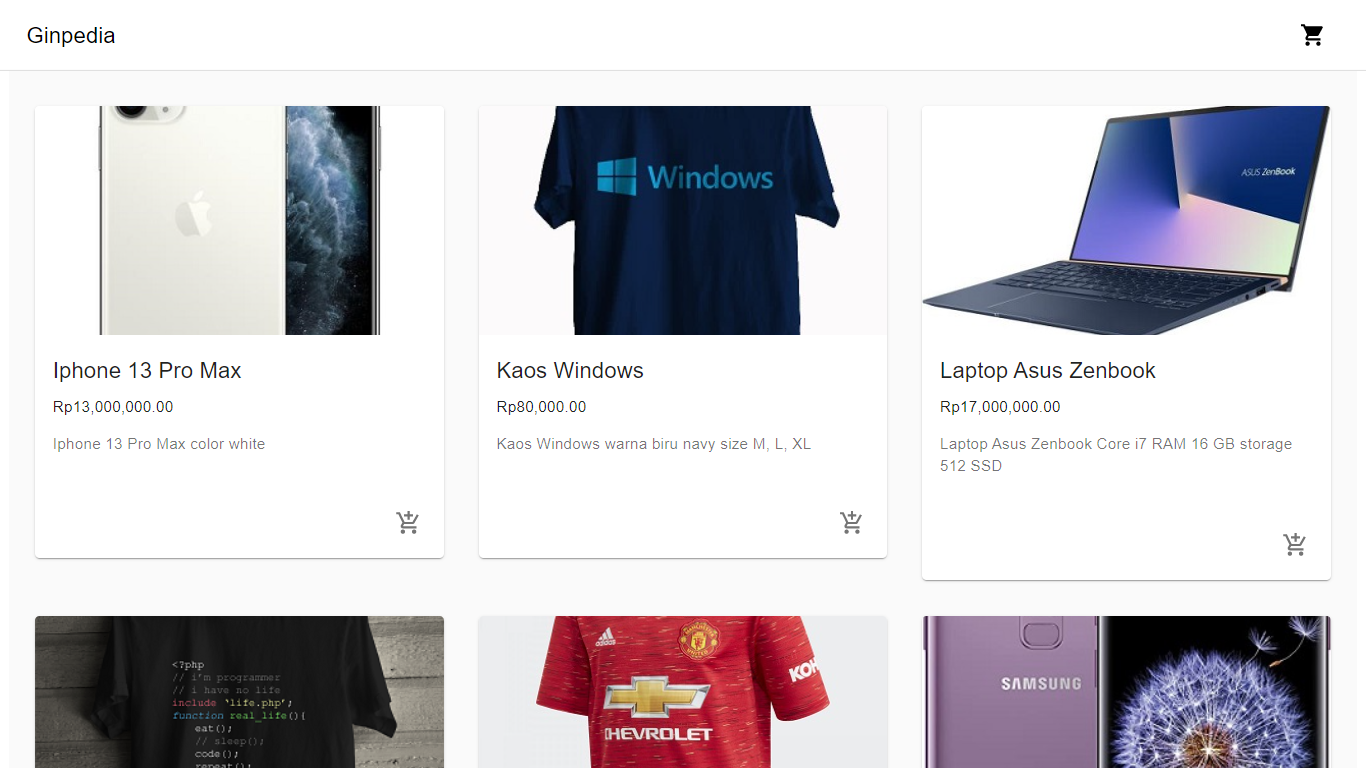 Ginpedia
Windows
ASUS ZenBook
Iphone 13 Pro Max
Rp13,000,000.00
Iphone 13 Pro Max color white
Kaos Windows
Rp80,000.00
Kaos Windows warna biru navy size M, L, XL
Laptop Asus Zenbook
Rp17,000,000.00
Laptop Asus Zenbook Core i7 RAM 16 GB storage
512 SSD
<?php
// i'm programmer
// i have no life
include 'life.php';
function real_life(){
eat();
// sleep();
code();
repeat();
adidas
MANCHESTER
UNITED
KOH
CHEVROLET
SAMSUNG